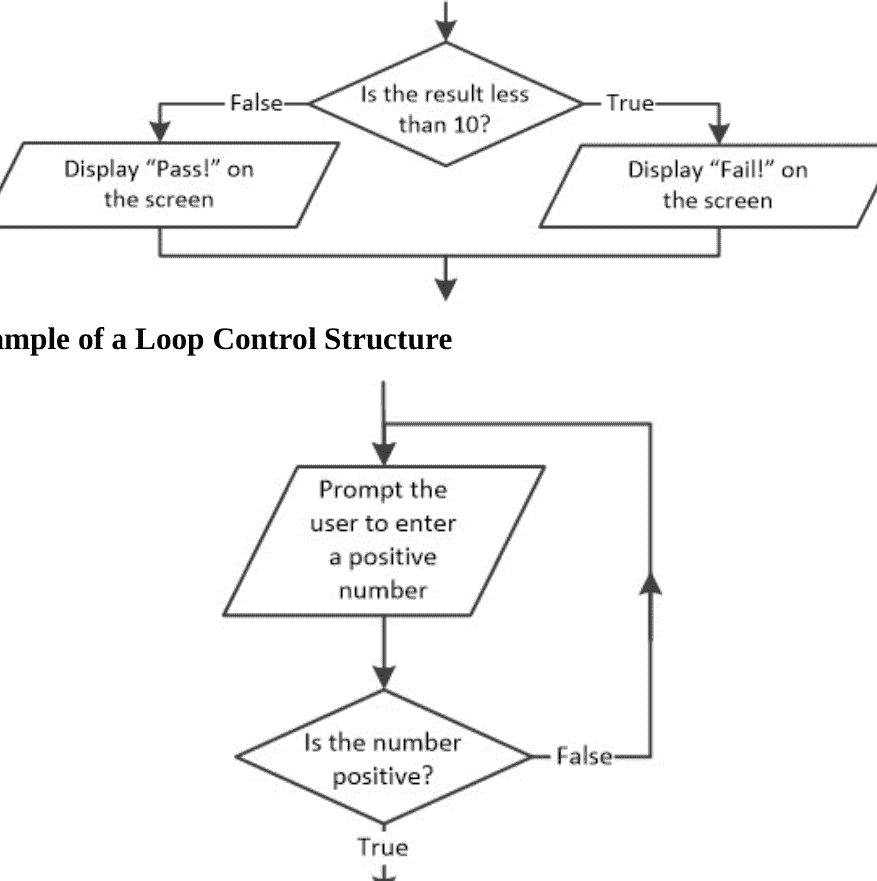 Is the result less
than 10?
False
True
Display “Pass!” on
the screen
Display “Fail!” on
the screen
of a Loop Control Structure
Prompt the
user to enter
a positive
number
Is the number
positive?
False
True